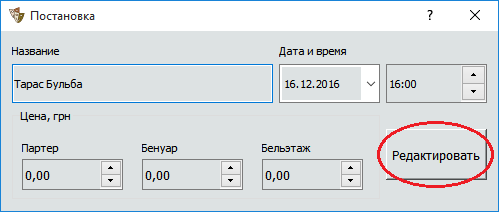 Постановка ? ×
Название Дата и время
Тарас Бульба 16.12.2016 16:00
Цена, грн
Партер Бенуар Бельэтаж Редактировать
0,00 0,00 0,00